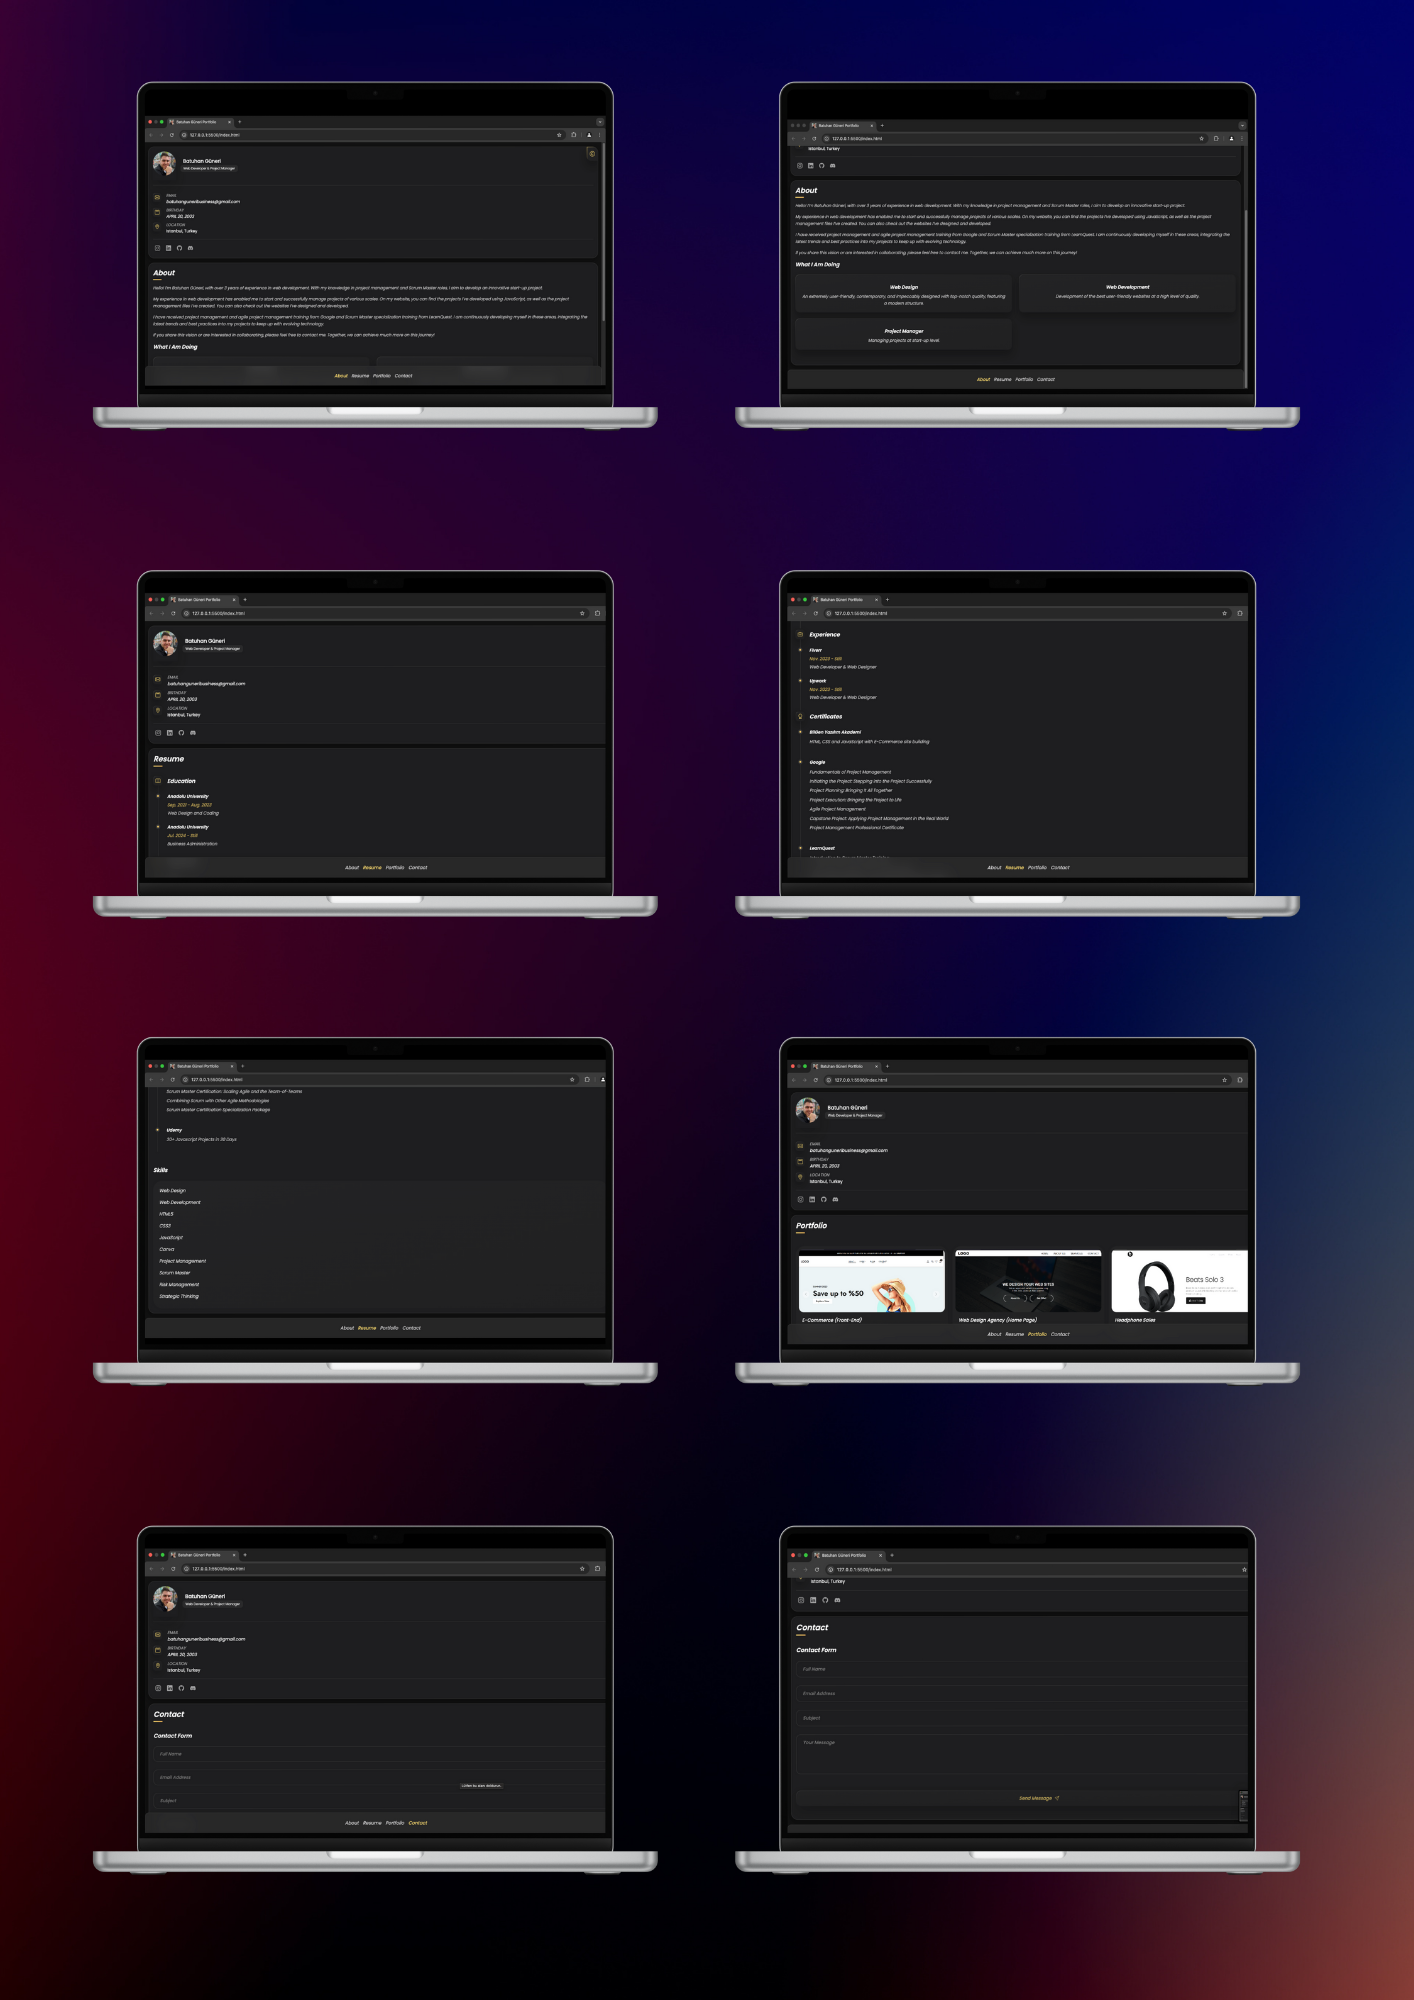 Batuhan Güneri Portfolio
127.0.0.1:5500/index.html
Batuhan Güneri
Web Developer & Project Manager
EMAIL
batuhanguneribusiness@gmail.com
BIRTHDAY
APRIL 20, 2003
LOCATION
Istanbul, Turkey
About
Hello! I'm Batuhan Güneri, with over 3 years of experience in web development. With my knowledge in project management and Scrum Master roles, I aim to develop an innovative start-up project.
My experience in web development has enabled me to start and successfully manage projects of various scales. On my website, you can find the projects I've developed using JavaScript, as well as the project
management files I've created. You can also check out the websites I've designed and developed.
I have received project management and agile project management training from Google and Scrum Master specialization training from LearnQuest. I am continuously developing myself in these areas, integrating the
latest trends and best practices into my projects to keep up with evolving technology.
If you share this vision or are interested in collaborating, please feel free to contact me. Together, we can achieve much more on this journey!
What I Am Doing
About Resume Portfolio Contact
Batuhan Güneri Portfolio
127.0.0.1:5500/index.html
Istanbul, Turkey
About
Hello! I'm Batuhan Güneri, with over 3 years of experience in web development. With my knowledge in project management and Scrum Master roles, I aim to develop an innovative start-up project.
My experience in web development has enabled me to start and successfully manage projects of various scales. On my website, you can find the projects I've developed using JavaScript, as well as the project
management files I've created. You can also check out the websites I've designed and developed.
I have received project management and agile project management training from Google and Scrum Master specialization training from LearnQuest. I am continuously developing myself in these areas, integrating the
latest trends and best practices into my projects to keep up with evolving technology.
If you share this vision or are interested in collaborating, please feel free to contact me. Together, we can achieve much more on this journey!
What I Am Doing
Web Design
An extremely user-friendly, contemporary, and impeccably designed with top-notch quality, featuring
a modern structure.
Web Development
Development of the best user-friendly websites at a high level of quality.
Project Manager
Managing projects at start-up level.
About Resume Portfolio Contact
Batuhan Güneri Portfolio
127.0.0.1:5500/index.html
Batuhan Güneri
Web Developer & Project Manager
EMAIL
batuhanguneribusiness@gmail.com
BIRTHDAY
APRIL 20, 2003
LOCATION
Istanbul, Turkey
Resume
Education
Anadolu University
Sep. 2021 - Aug. 2023
Web Design and Coding
Anadolu University
Jul. 2024 - Still
Business Administration
About Resume Portfolio Contact
Batuhan Güneri Portfolio
127.0.0.1:5500/index.html
Experience
Fiverr
Nov. 2023 - Still
Web Developer & Web Designer
Upwork
Nov. 2023 - Still
Web Developer & Web Designer
Certificates
BilGen Yazılım Akademi
HTML, CSS and JavaScript with E-Commerce site building
Google
Fundamentals of Project Management
Initiating the Project: Stepping into the Project Successfully
Project Planning: Bringing It All Together
Project Execution: Bringing the Project to Life
Agile Project Management
Capstone Project: Applying Project Management in the Real World
Project Management Professional Certificate
LearnQuest
About Resume Portfolio Contact
Batuhan Güneri Portfolio
127.0.0.1:5500/index.html
Scrum Master Certification: Scaling Agile and the Team-of-Teams
Combining Scrum with Other Agile Methodologies
Scrum Master Certification Specialization Package
Udemy
30+ Javascript Projects in 30 Days
Skills
Web Design
Web Development
HTML5
CSS3
JavaScript
Canva
Project Management
Scrum Master
Risk Management
Strategic Thinking
About Resume Portfolio Contact
Batuhan Güneri Portfolio
127.0.0.1:5500/index.html
Batuhan Güneri
Web Developer & Project Manager
EMAIL
batuhanguneribusiness@gmail.com
BIRTHDAY
APRIL 20, 2003
LOCATION
Istanbul, Turkey
Portfolio
LOGO
Save up to %50
E-Commerce (Front-End)
LOGO
WE DESIGN YOUR WEB SITES
Web Design Agency (Home Page)
Beats Solo 3
Headphone Sales
About Resume Portfolio Contact
Batuhan Güneri Portfolio
127.0.0.1:5500/index.html
Batuhan Güneri
Web Developer & Project Manager
EMAIL
batuhanguneribusiness@gmail.com
BIRTHDAY
APRIL 20, 2003
LOCATION
Istanbul, Turkey
Contact
Contact Form
Full Name
Email Address
Subject
About Resume Portfolio Contact
Batuhan Güneri Portfolio
127.0.0.1:5500/index.html
Istanbul, Turkey
Contact
Contact Form
Full Name
Email Address
Subject
Your Message
Send Message